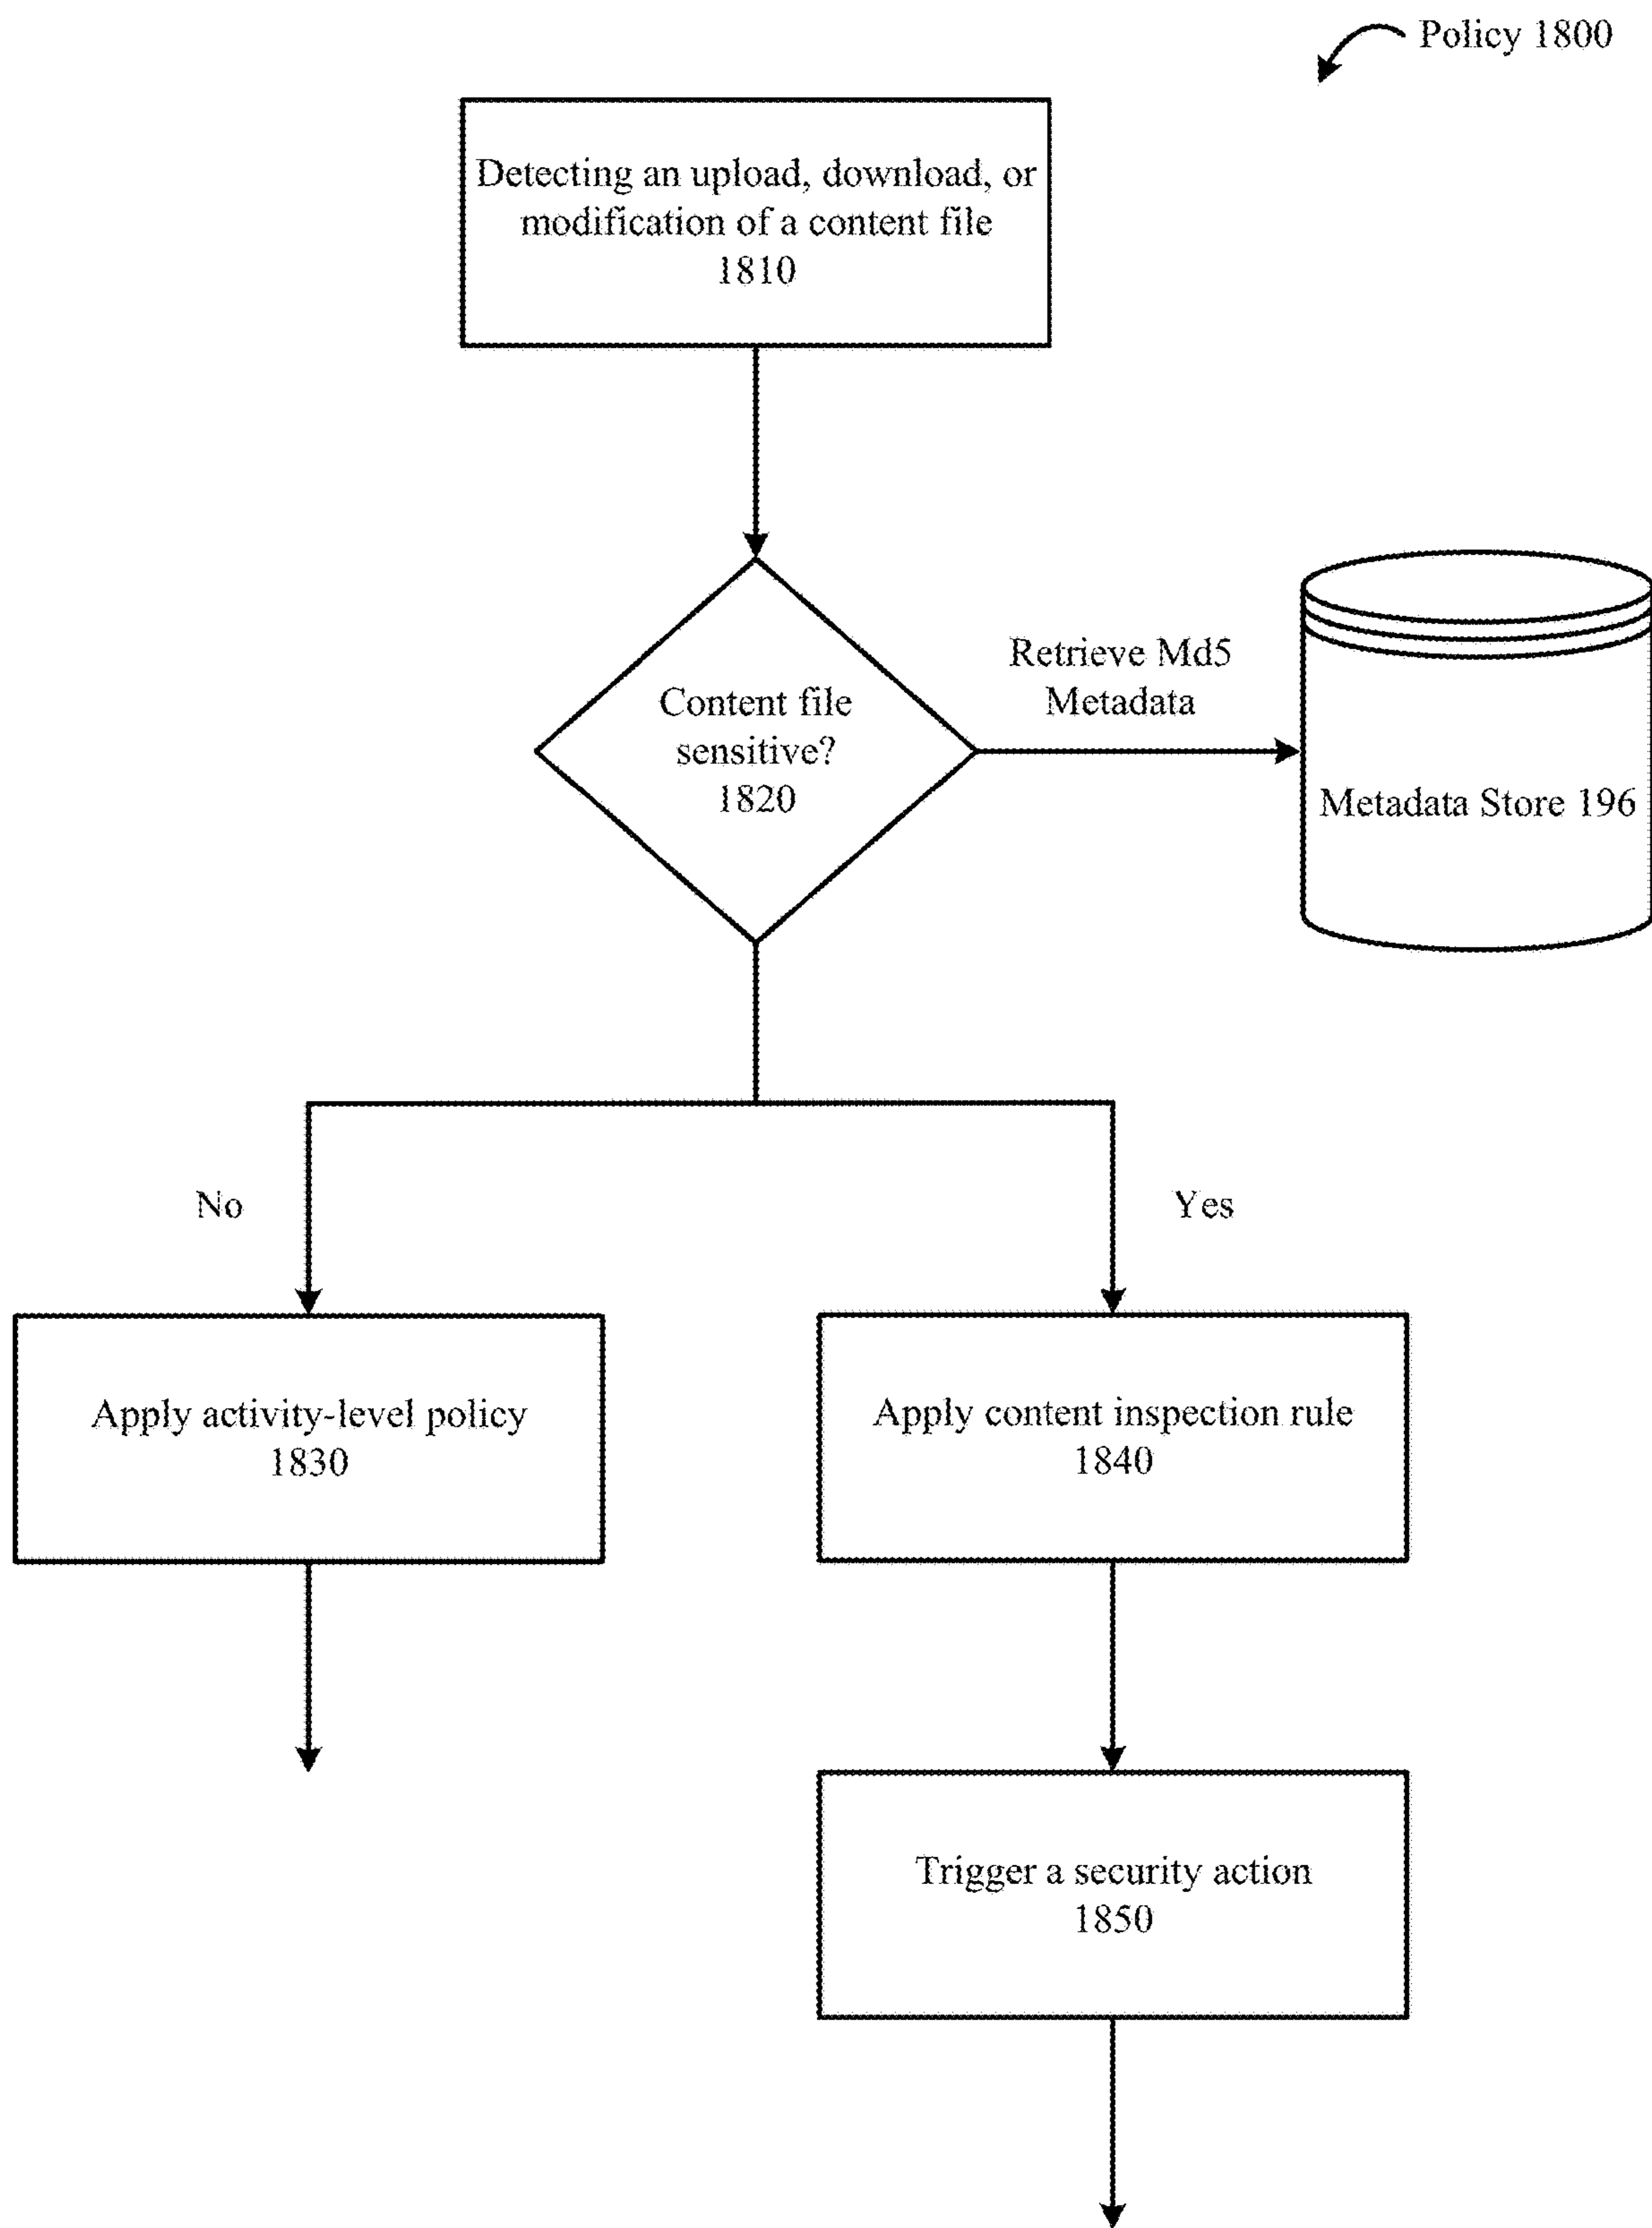 Policy 1800
Detecting an upload, download, or
modification of a content file
1810
Retrieve Md5
Metadata
Content file
sensitive?
1820
Metadata Store 196
No
Yes
Apply activity-level policy
1830
Apply content inspection rule
1840
Trigger a security action
1850